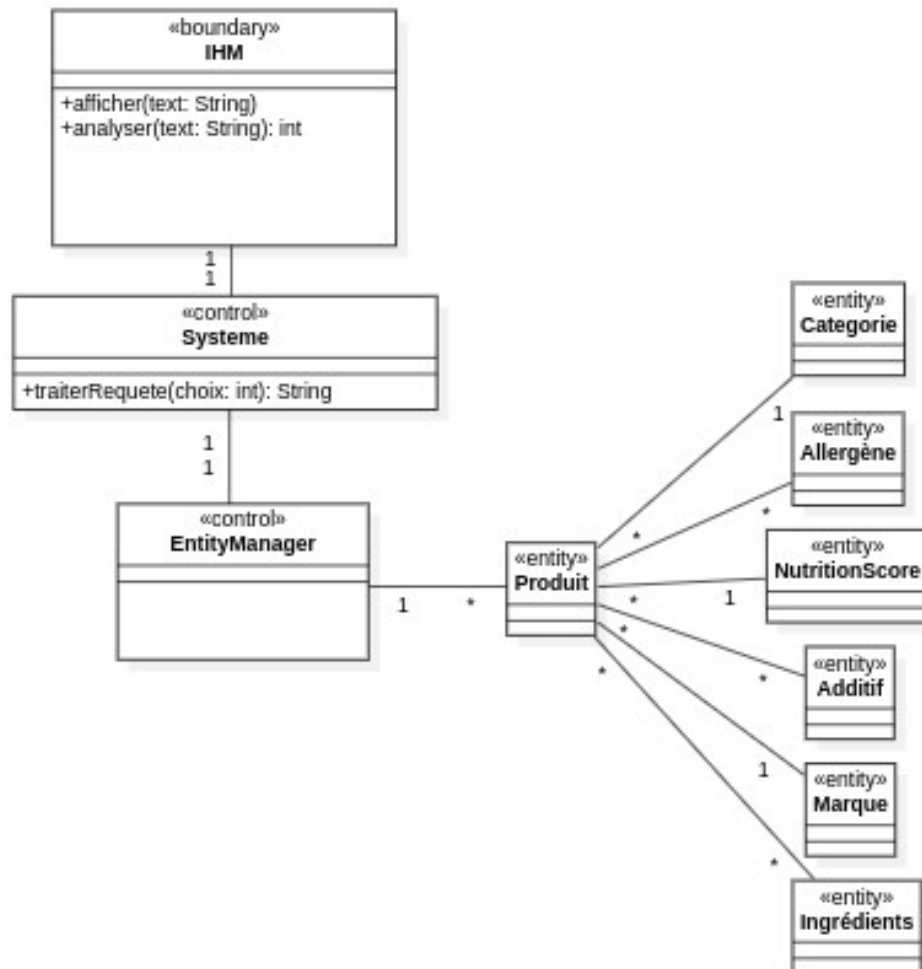 «boundary»
IHM
+afficher(text: String)
+analyser(text: String): int
1
1
«control»
Systeme
+traiterRequete(choix: int): String
1
1
«control»
EntityManager
1
*
«entity»
Produit
«entity»
Categorie
1
*
«entity»
Allergène
*
«entity»
NutritionScore
*
1
*
«entity»
Additif
*
*
«entity»
Marque
1
«entity»
Ingrédients
*